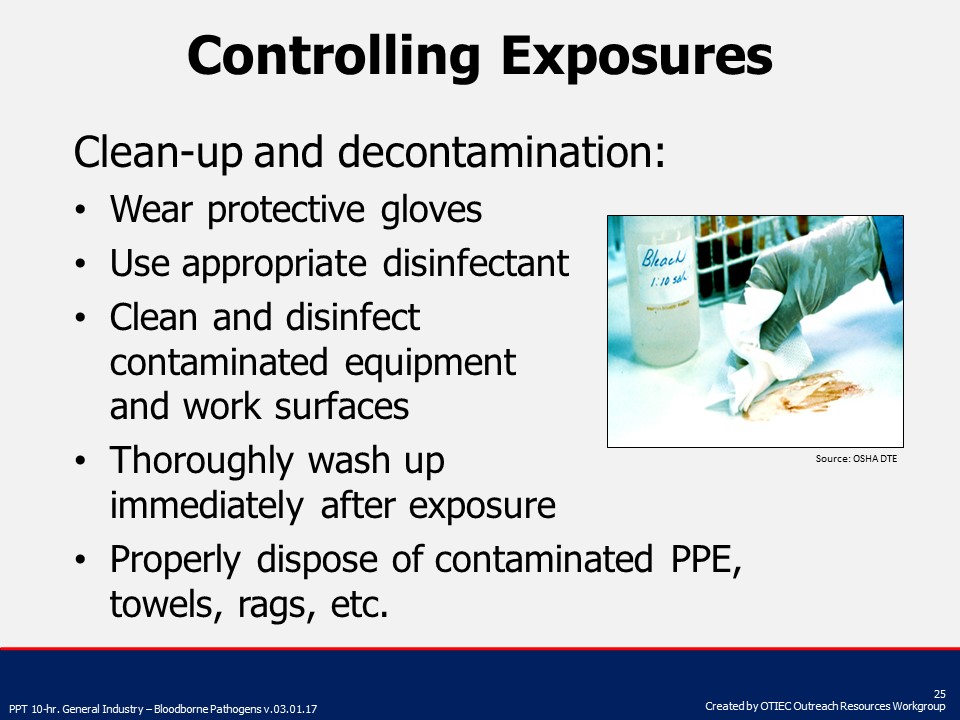 Controlling Exposures
Clean-up and decontamination:
• Wear protective gloves
• Use appropriate disinfectant
• Clean and disinfect
contaminated equipment
and work surfaces
• Thoroughly wash up
immediately after exposure
• Properly dispose of contaminated PPE,
towels, rags, etc.
Bleach
1:10 soln
Source: OSHA DTE
25
PPT 10-hr. General Industry – Bloodborne Pathogens v.03.01.17
Created by OTIEC Outreach Resources Workgroup